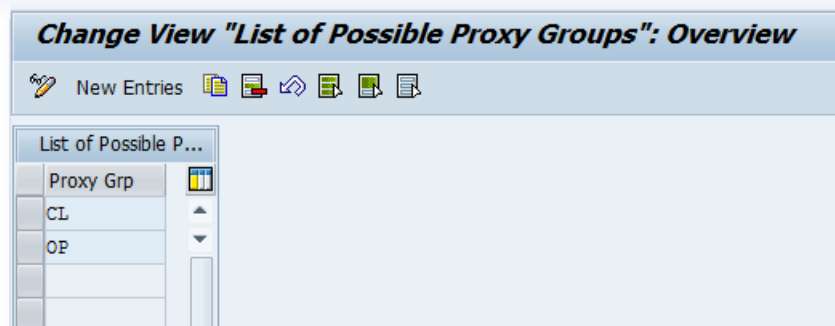 Change View "List of Possible Proxy Groups": Overview
New Entries
List of Possible P...
Proxy Grp
CL
OP